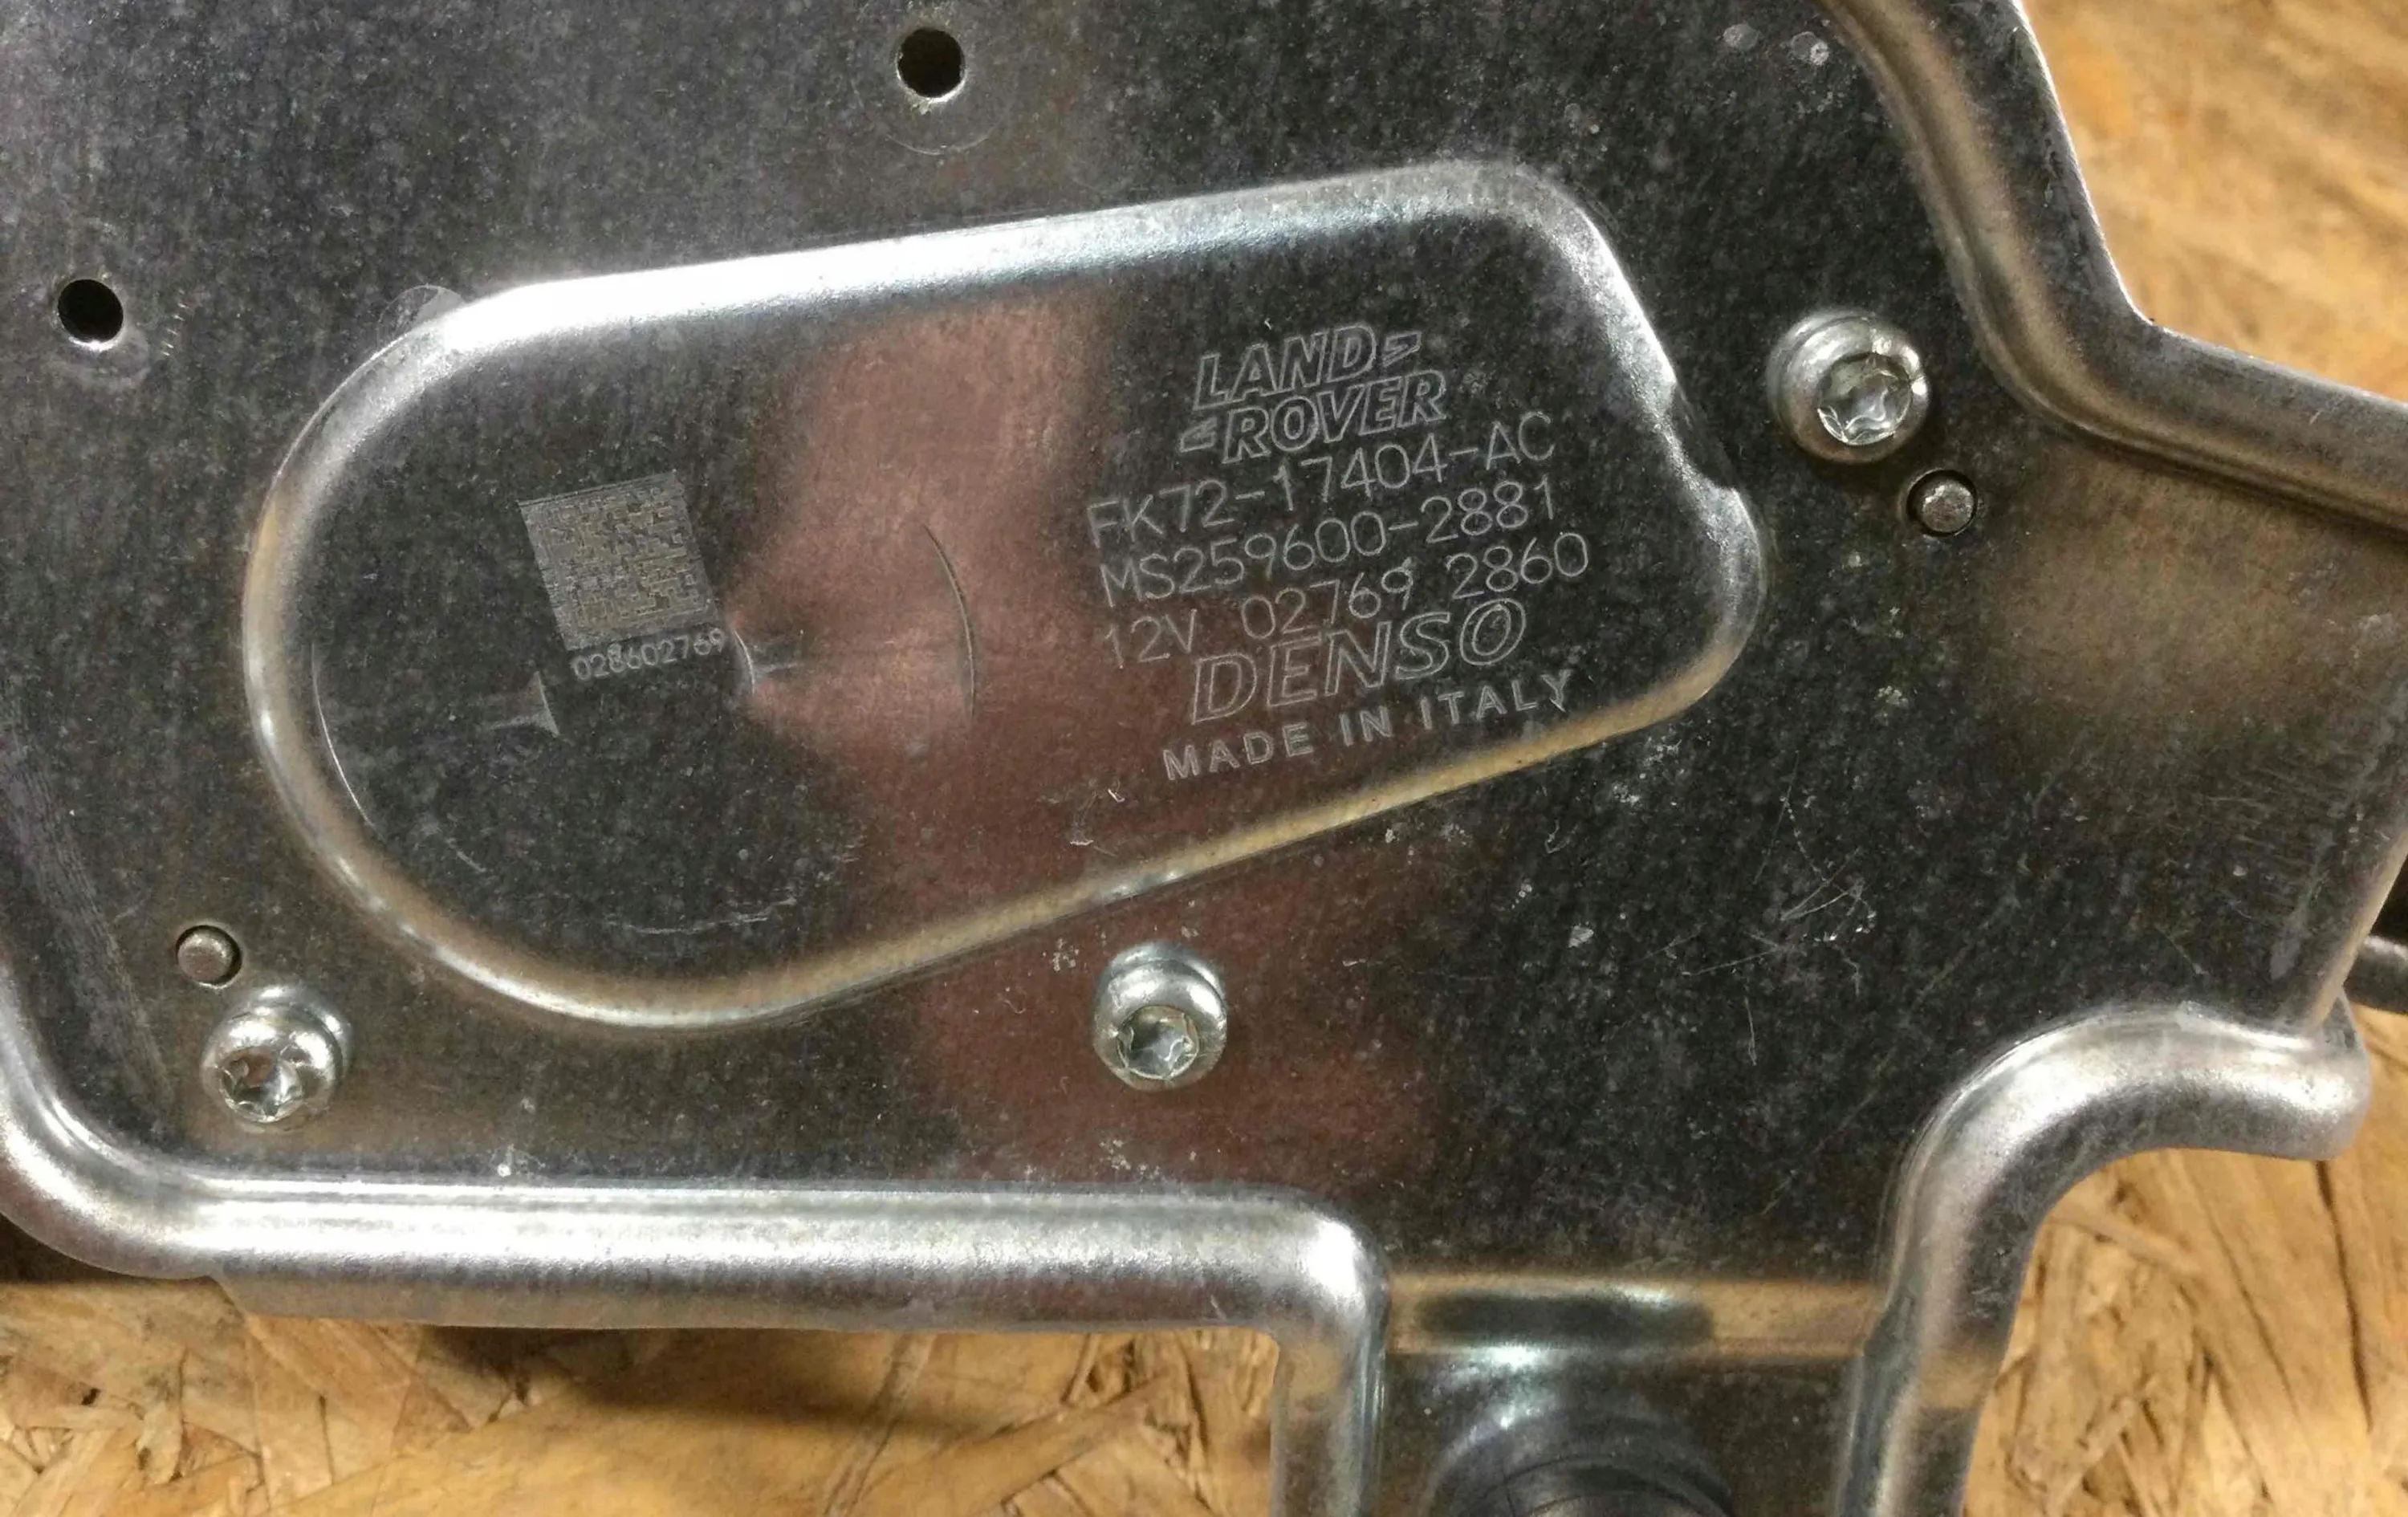 LAND
ROVER
FK72-17404-AC
MS259600-2881
12V 02769 2860
DENSO
MADE IN ITALY
028602769